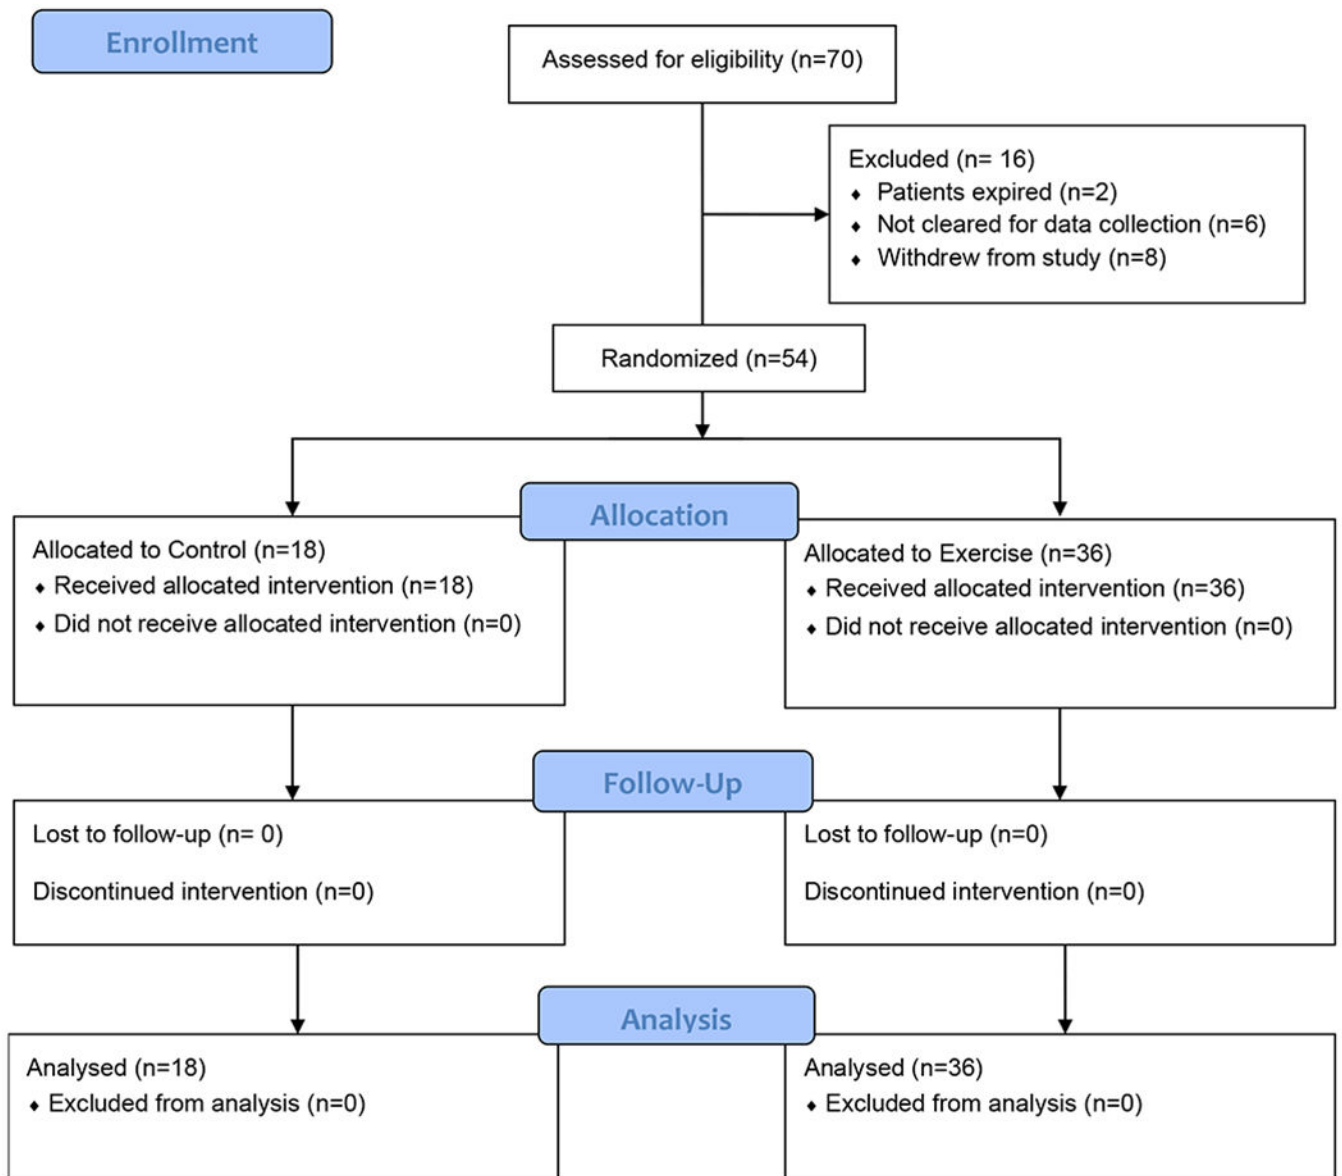 Enrollment
Assessed for eligibility (n=70)
Excluded (n= 16)
♦ Patients expired (n=2)
♦ Not cleared for data collection (n=6)
♦ Withdrew from study (n=8)
Randomized (n=54)
Allocation
Allocated to Control (n=18)
♦ Received allocated intervention (n=18)
♦ Did not receive allocated intervention (n=0)
Allocated to Exercise (n=36)
♦ Received allocated intervention (n=36)
♦ Did not receive allocated intervention (n=0)
Follow-Up
Lost to follow-up (n= 0)
Discontinued intervention (n=0)
Lost to follow-up (n=0)
Discontinued intervention (n=0)
Analysis
Analysed (n=18)
♦ Excluded from analysis (n=0)
Analysed (n=36)
♦ Excluded from analysis (n=0)